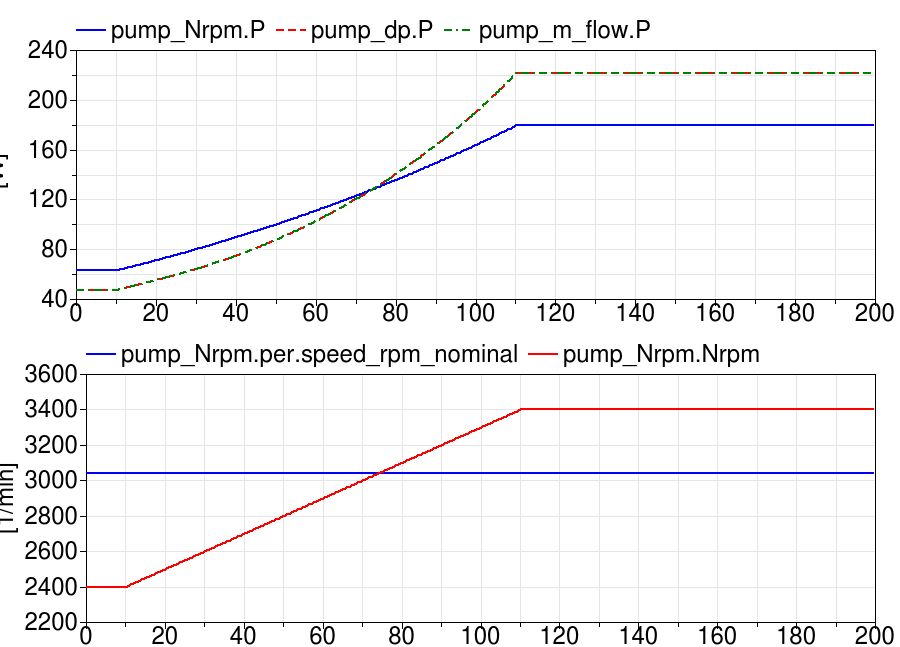 pump_Nrpm.P pump_dp.P pump_m_flow.P
240
200
160
120
80
40
0 20 40 60 80 100 120 140 160 180 200
pump_Nrpm.per.speed_rpm_nominal pump_Nrpm.Nrpm
3600
3400
3200
3000
2800
2600
2400
2200
[1/min]
0 20 40 60 80 100 120 140 160 180 200